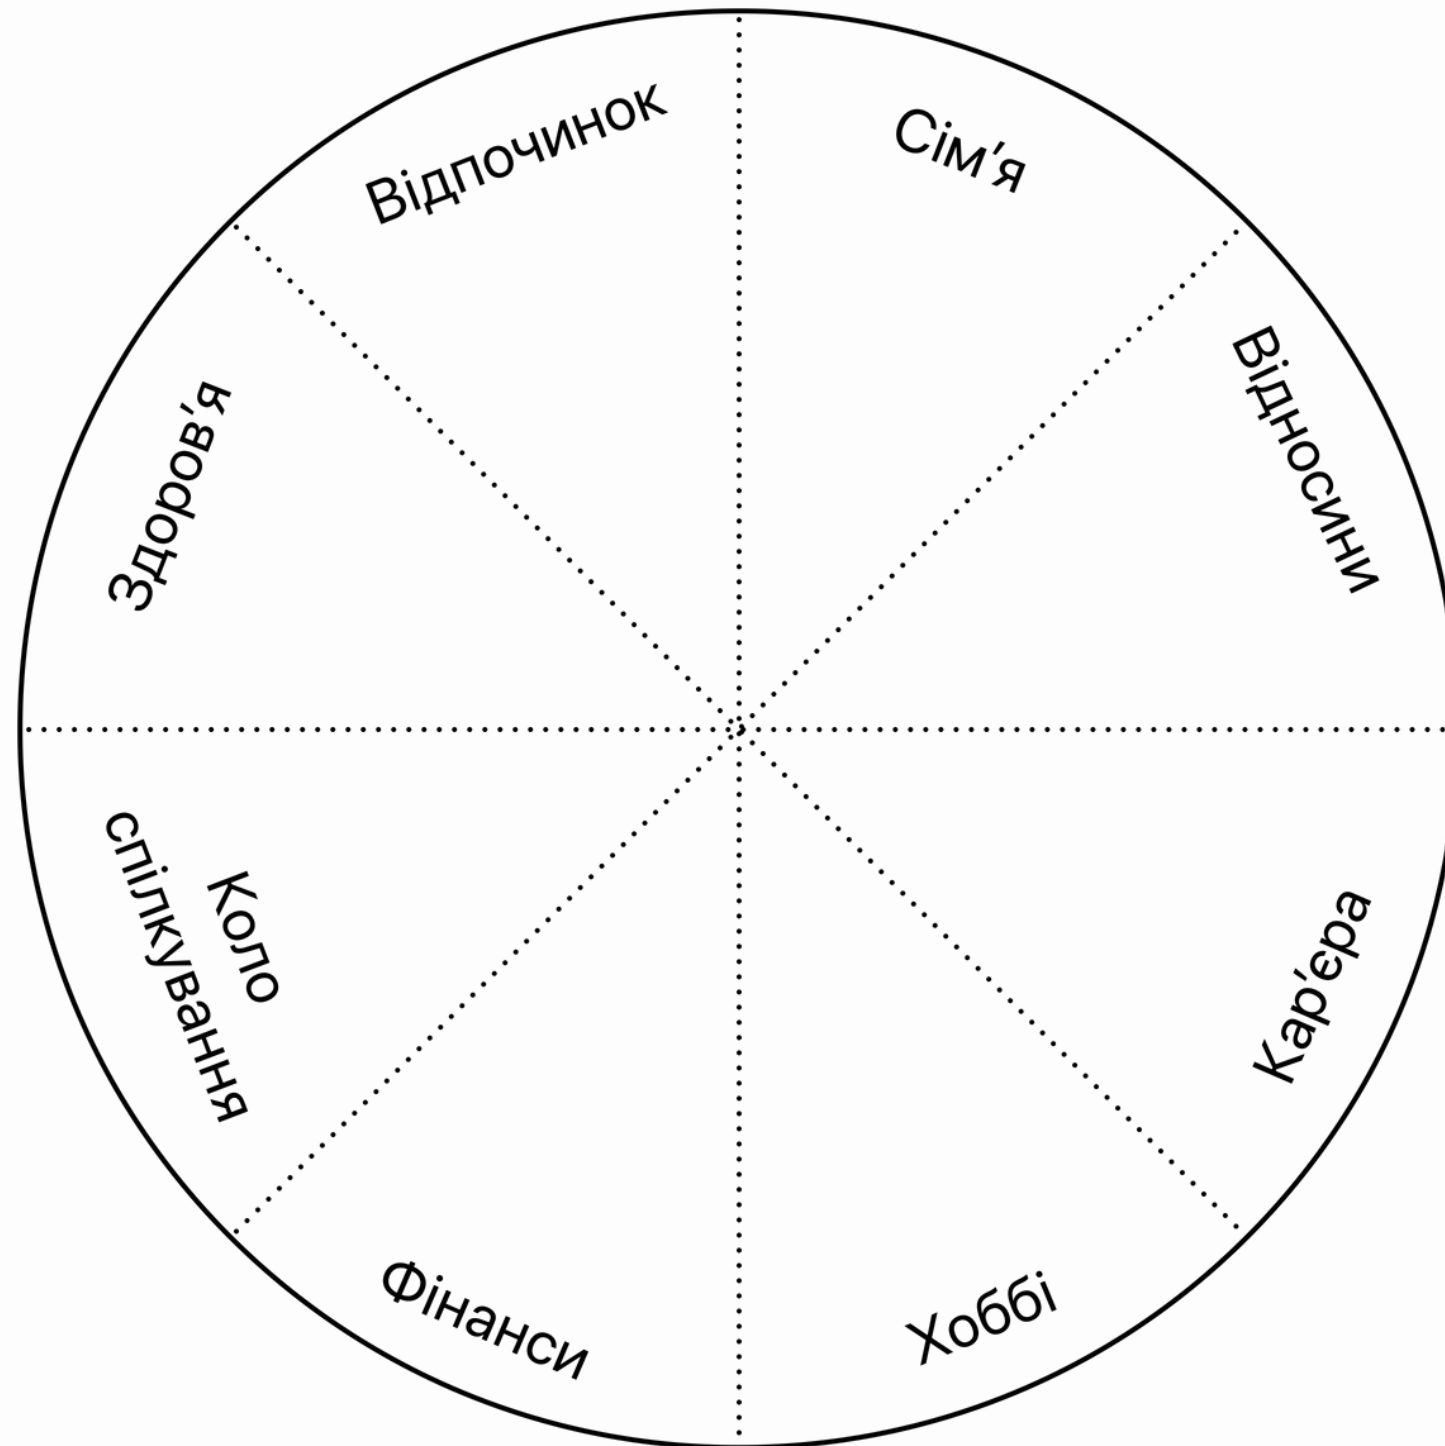 Відпочинок
Сім'я
Відносини
Здоров'я
Коло
спілкування
Кар'єра
Фінанси
Хоббі